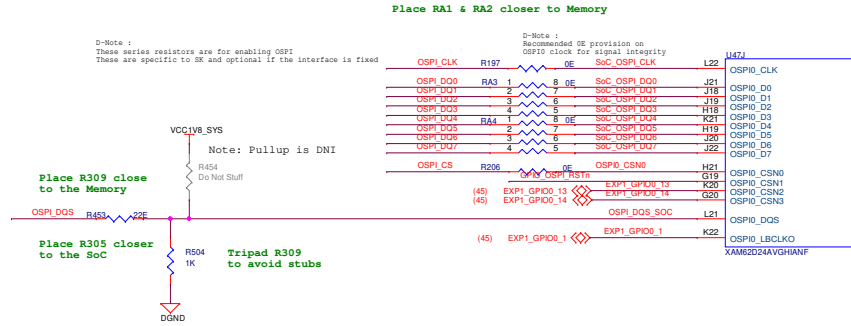 Place RA1 & RA2 closer to Memory
D-Note :
These series resistors are for enabling OSPI
These are specific to SK and optional if the interface is fixed
D-Note :
Recommended 0E provision on
OSPI0 clock for signal integrity
U47J
OSPI_CLK R197 0E SoC_OSPI_CLK L22 OSPI0_CLK
OSPI_DQ0 RA3 1 8 0E SoC_OSPI_DQ0 J21 OSPI0_D0
OSPI_DQ1 2 7 SoC_OSPI_DQ1 J18 OSPI0_D1
OSPI_DQ2 3 6 SoC_OSPI_DQ2 J19 OSPI0_D2
OSPI_DQ3 4 5 SoC_OSPI_DQ3 H18 OSPI0_D3
OSPI_DQ4 RA4 1 8 0E SoC_OSPI_DQ4 K21 OSPI0_D4
OSPI_DQ5 2 7 SoC_OSPI_DQ5 H19 OSPI0_D5
OSPI_DQ6 3 6 SoC_OSPI_DQ6 J20 OSPI0_D6
OSPI_DQ7 4 5 SoC_OSPI_DQ7 J22 OSPI0_D7
OSPI_CS R206 0E OSPI0_CSN0 H21 OSPI0_CSN0
GPIO_OSPI_RSTn G19 OSPI0_CSN1
(45) EXP1_GPIO0_13 EXP1_GPIO0_13 K20 OSPI0_CSN2
(45) EXP1_GPIO0_14 EXP1_GPIO0_14 G20 OSPI0_CSN3
VCC1V8_SYS
Note: Pullup is DNI
R454
Do Not Stuff
Place R309 close
to the Memory
OSPI_DQS R453 22E OSPI_DQS_SOC L21 OSPI0_DQS
(45) EXP1_GPIO0_1 EXP1_GPIO0_1 K22 OSPI0_LBCLKO
XAM62D24AVGHIANF
Place R305 closer
to the SoC
R504
1K
Tripad R309
to avoid stubs
DGND